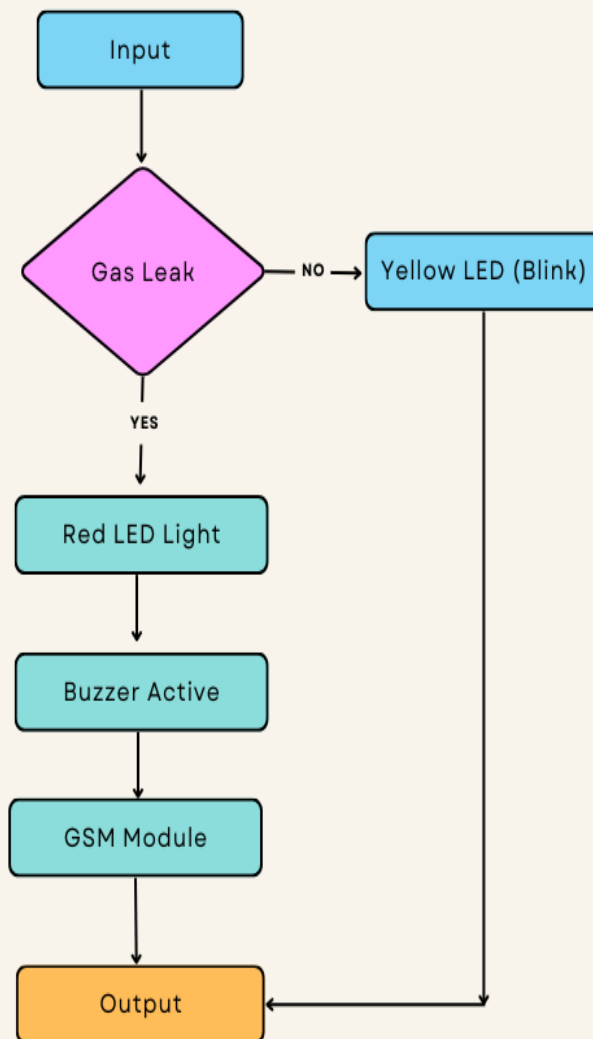 Input
Gas Leak
NO
Yellow LED (Blink)
YES
Red LED Light
Buzzer Active
GSM Module
Output